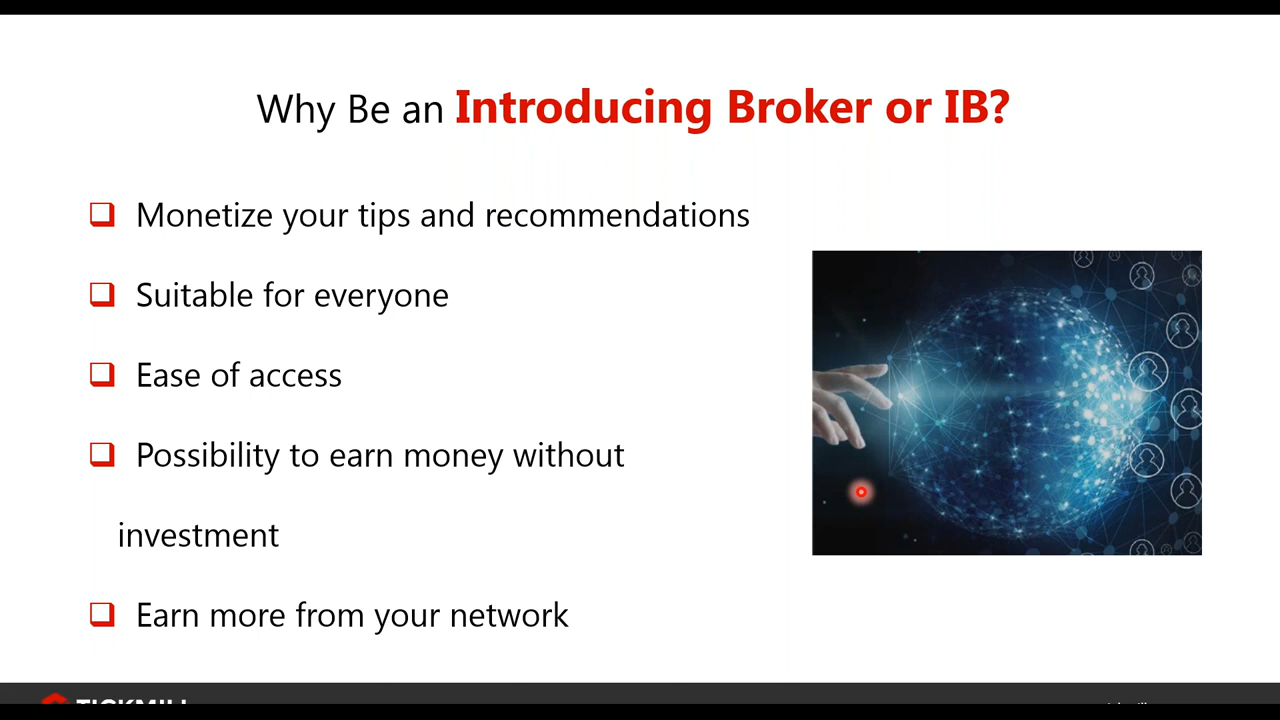 Why Be an Introducing Broker or IB?
Monetize your tips and recommendations
Suitable for everyone
Ease of access
Possibility to earn money without
investment
Earn more from your network
TICKMILL